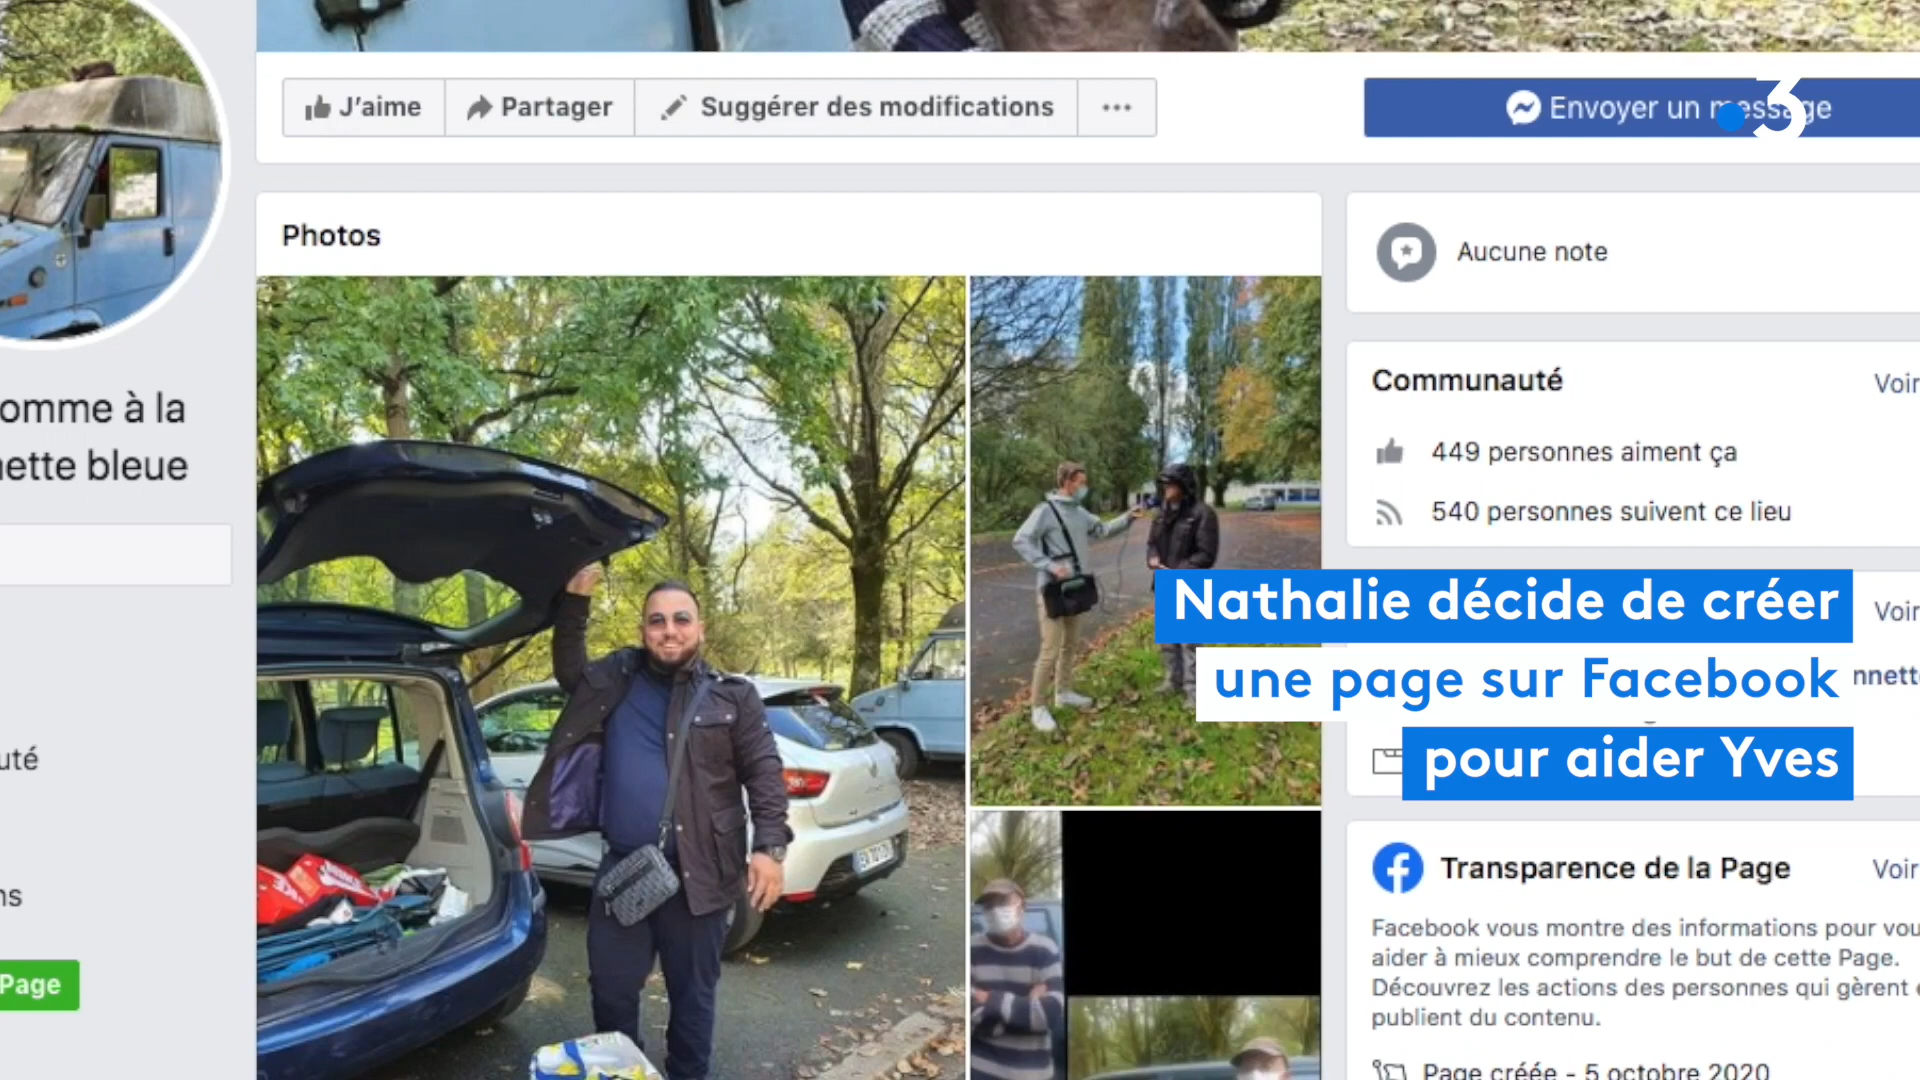 J'aime
Partager
Suggérer des modifications
Envoyer un message
3
Photos
Aucune note
omme à la
nette bleue
Communauté
Voir
449 personnes aiment ça
540 personnes suivent ce lieu
Nathalie décide de créer
Voir
une page sur Facebook
nnett
pour aider Yves
uté
Transparence de la Page
Voir
ns
Facebook vous montre des informations pour vou
aider à mieux comprendre le but de cette Page.
Découvrez les actions des personnes qui gèrent e
publient du contenu.
Page
Page créée - 5 octobre 2020